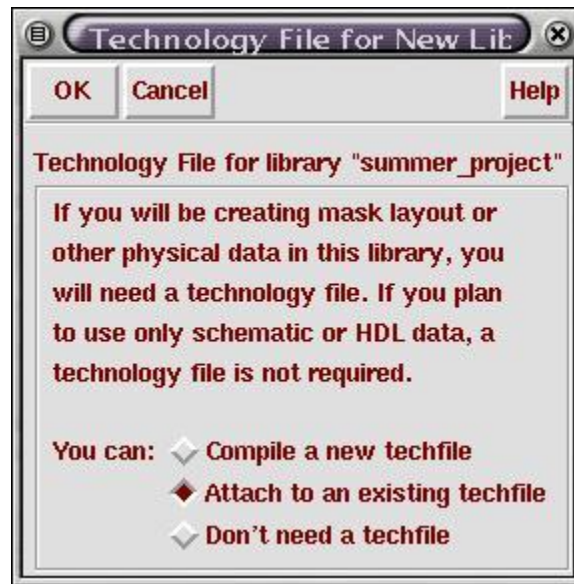 Technology File for New Lib
OK Cancel Help
Technology File for library "summer_project"
If you will be creating mask layout or
other physical data in this library, you
will need a technology file. If you plan
to use only schematic or HDL data, a
technology file is not required.
You can: Compile a new techfile
Attach to an existing techfile
Don't need a techfile